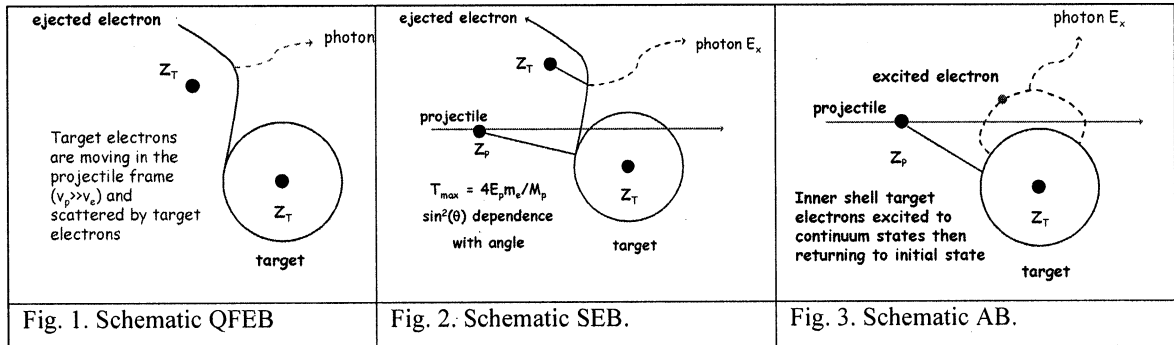 ejected electron
photon
Z_T
Target electrons
are moving in the
projectile frame
(v_p>>v_e) and
scattered by target
electrons
Z_T
target
Fig. 1. Schematic QFEB
ejected electron
photon E_x
Z_T
projectile
Z_p
T_max = 4E_p m_e/M_p
sin²(θ) dependence
with angle
Z_T
target
Fig. 2. Schematic SEB.
photon E_x
excited electron
projectile
Z_p
Inner shell target
electrons excited to
continuum states then
returning to initial state
Z_T
target
Fig. 3. Schematic AB.